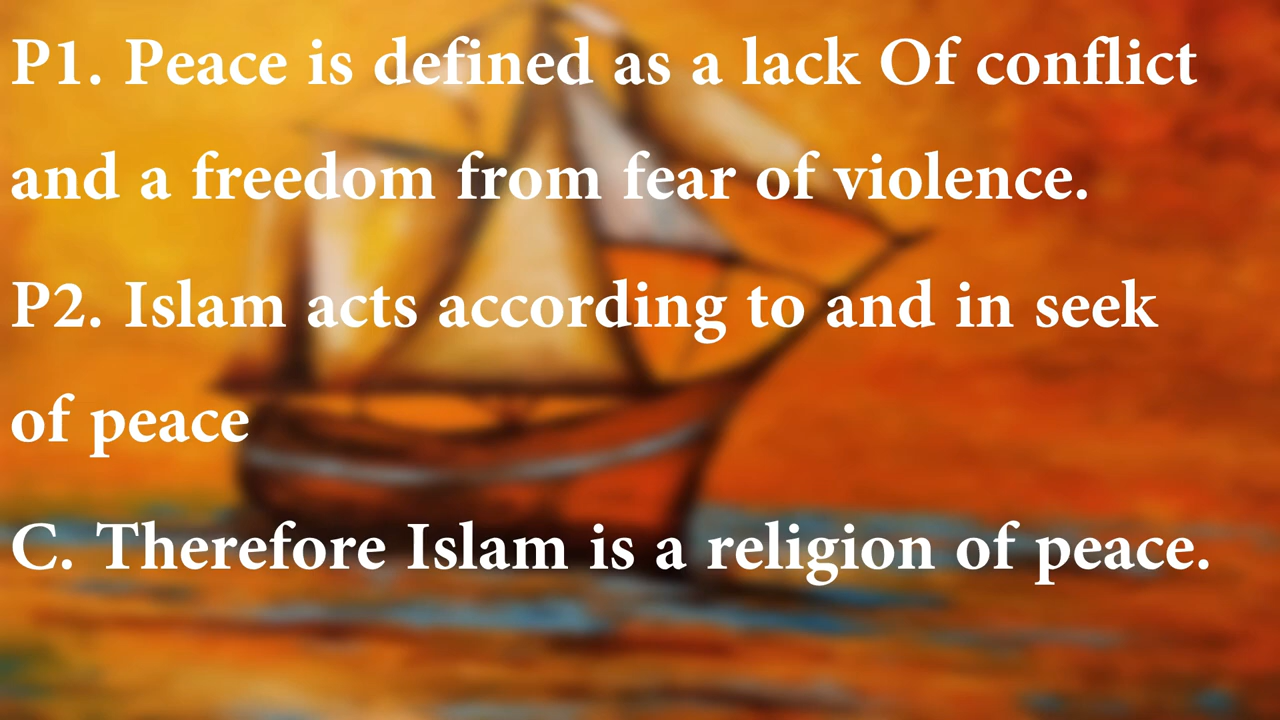 P1. Peace is defined as a lack Of conflict
and a freedom from fear of violence.
P2. Islam acts according to and in seek
of peace
C. Therefore Islam is a religion of peace.